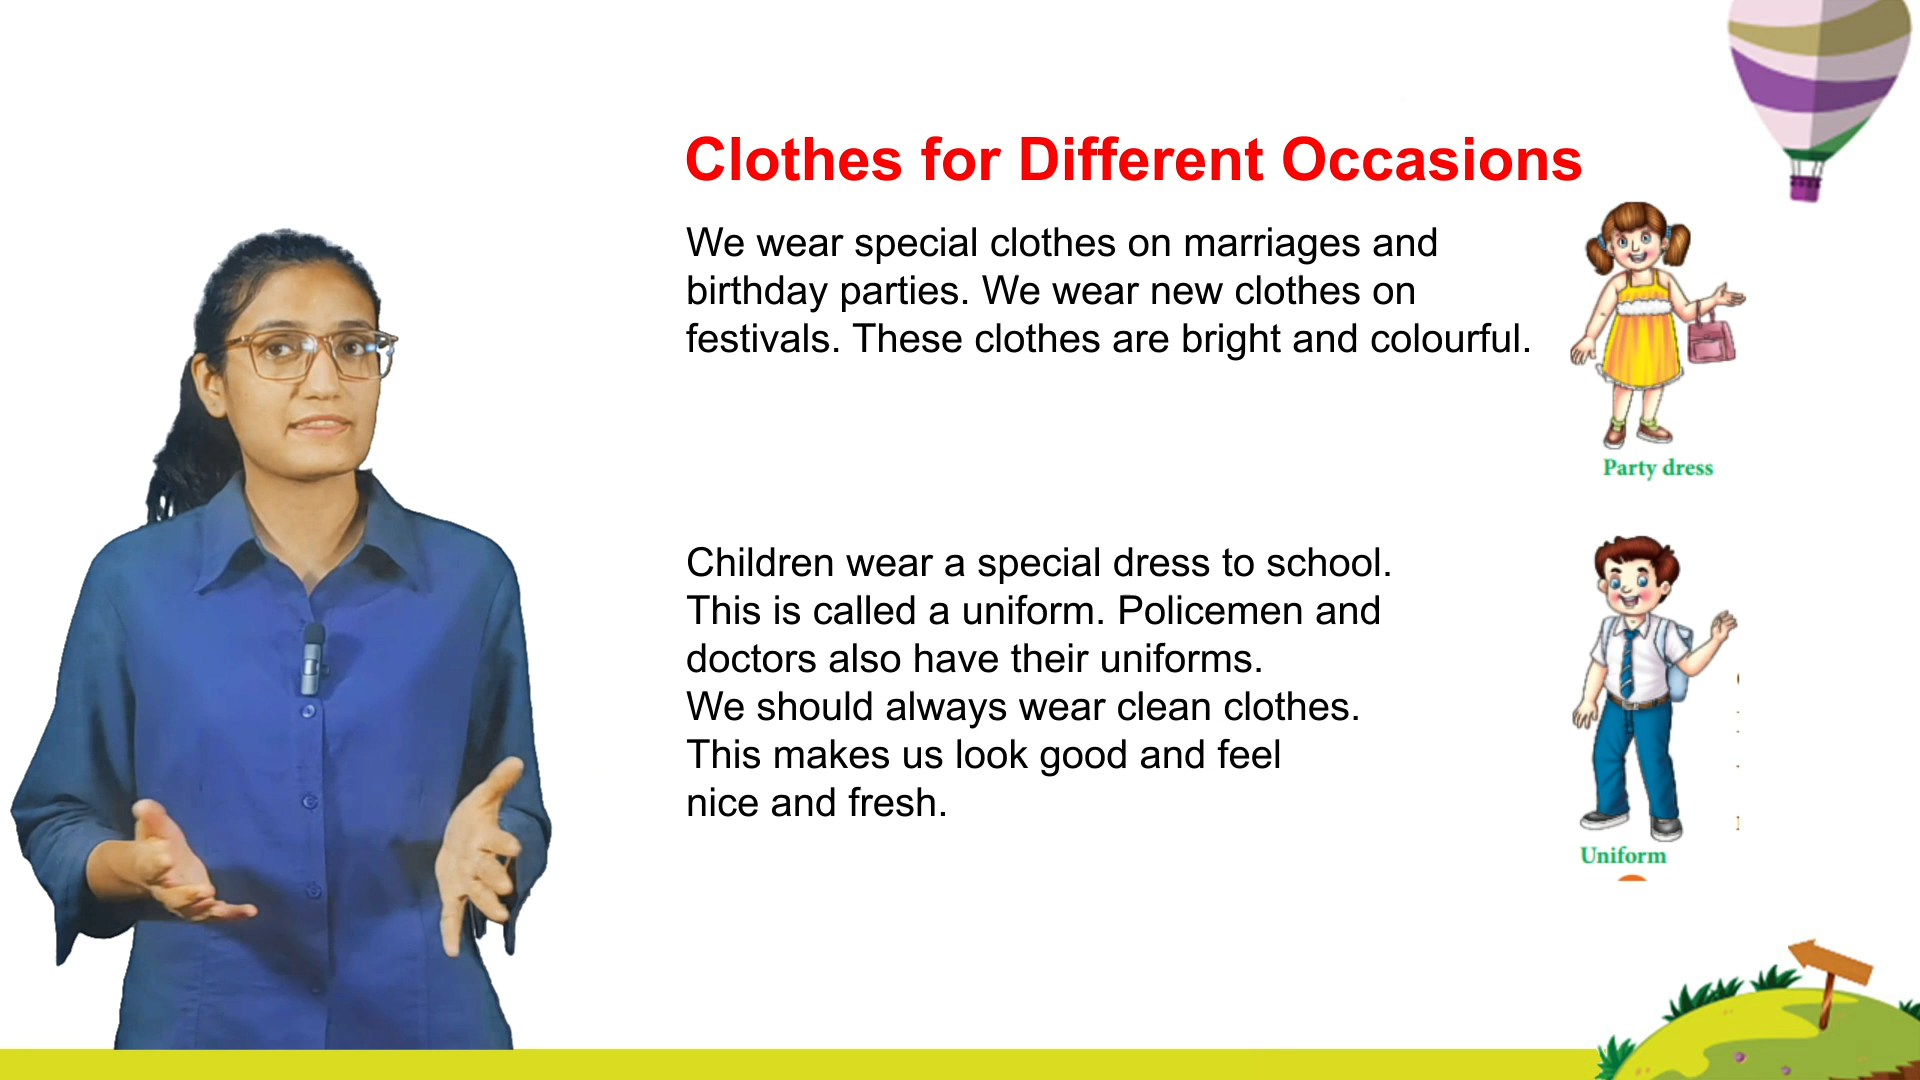 Clothes for Different Occasions
We wear special clothes on marriages and
birthday parties. We wear new clothes on
festivals. These clothes are bright and colourful.
Party dress
Children wear a special dress to school.
This is called a uniform. Policemen and
doctors also have their uniforms.
We should always wear clean clothes.
This makes us look good and feel
nice and fresh.
Uniform